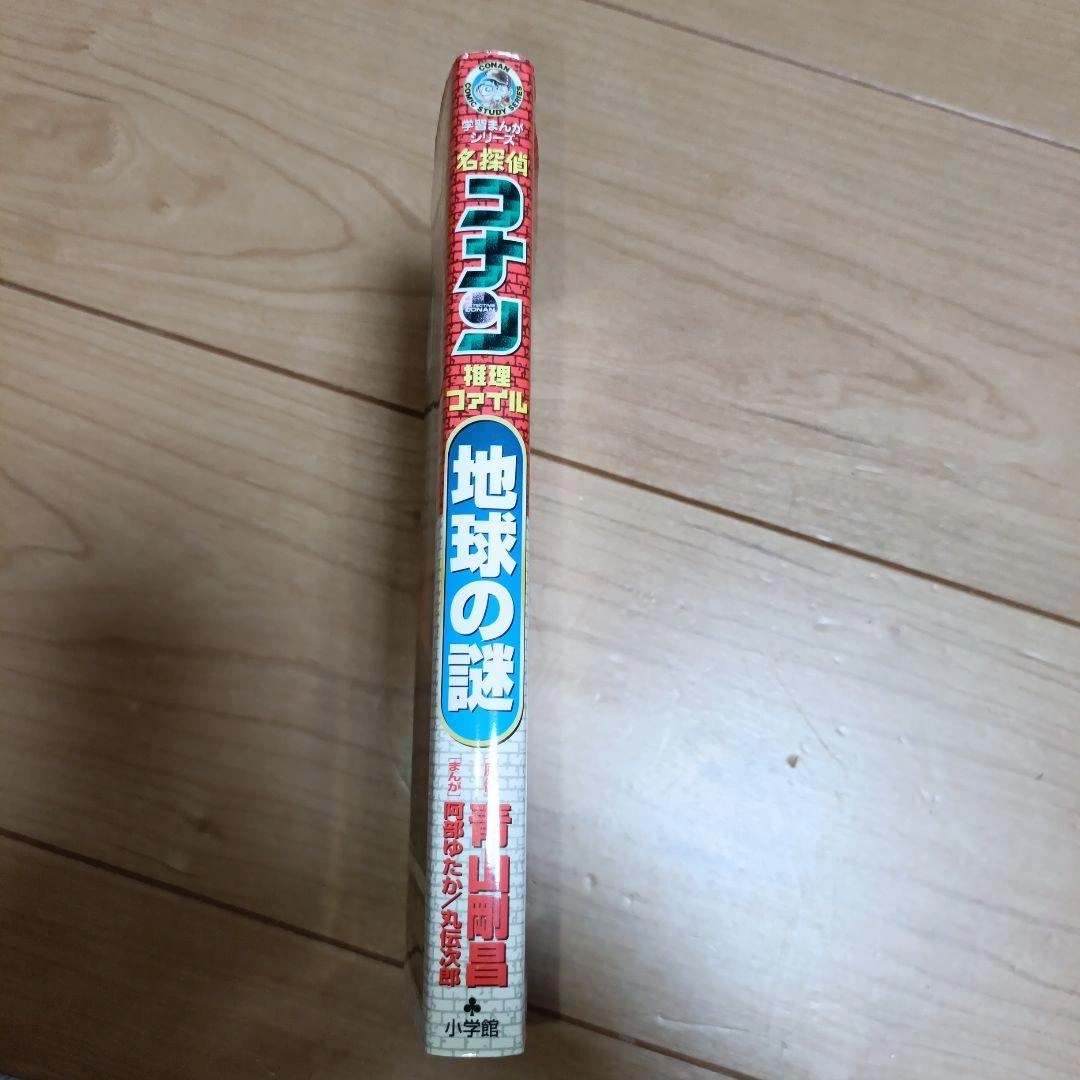 CONAN
COMIC STUDY SERIES
学習まんが
シリーズ
名探偵
コナン
DETECTIVE
CONAN
推理
ファイル
地球の謎
[原作]
青山剛昌
[まんが]
阿部ゆたか/丸伝次郎
小学館